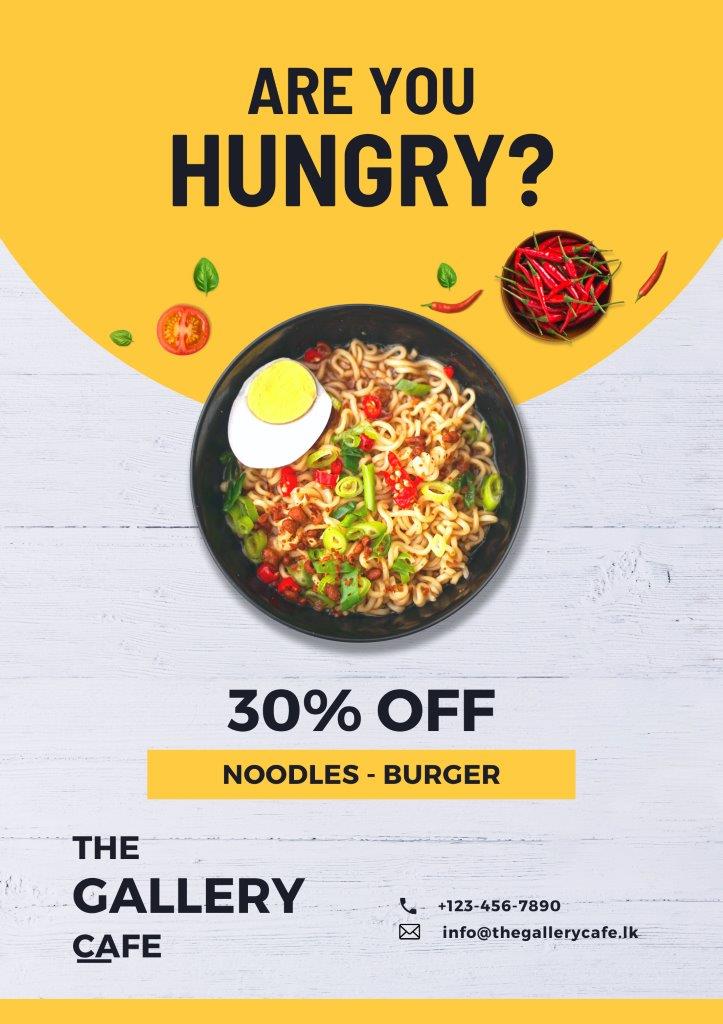 ARE YOU
HUNGRY?
30% OFF
NOODLES - BURGER
THE
GALLERY
CAFE
+123-456-7890
info@thegallerycafe.lk